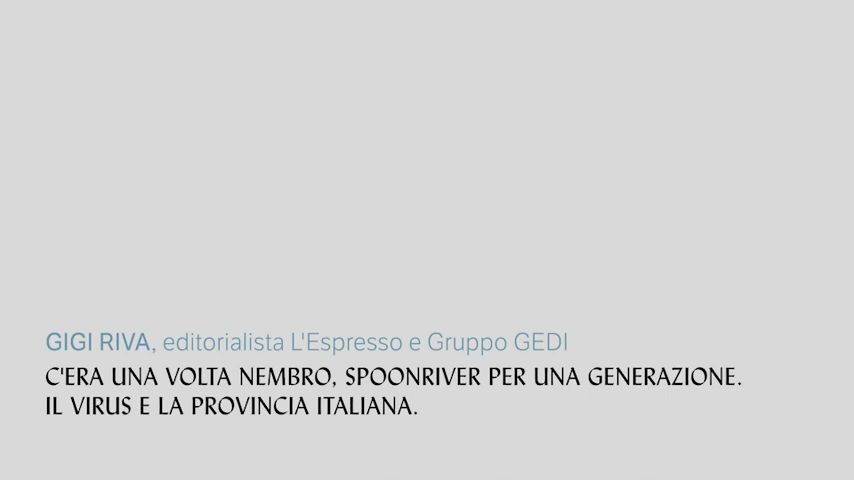 GIGI RIVA, editorialista L'Espresso e Gruppo GEDI
C'ERA UNA VOLTA NEMBRO, SPOONRIVER PER UNA GENERAZIONE.
IL VIRUS E LA PROVINCIA ITALIANA.